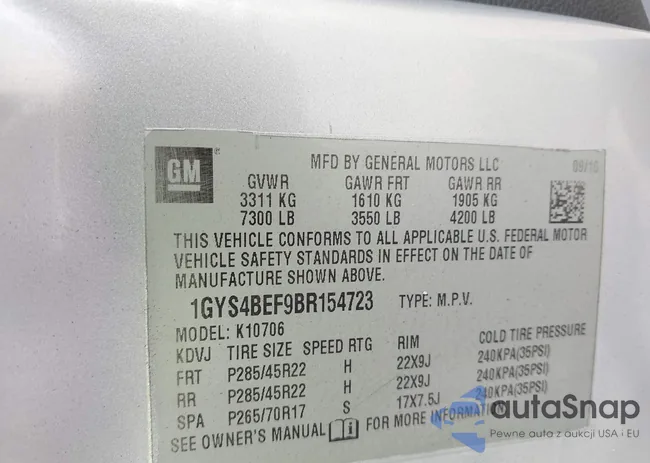 GM
MFD BY GENERAL MOTORS LLC 09/10
GVWR GAWR FRT GAWR RR
3311 KG 1610 KG 1905 KG
7300 LB 3550 LB 4200 LB
THIS VEHICLE CONFORMS TO ALL APPLICABLE U.S. FEDERAL MOTOR
VEHICLE SAFETY STANDARDS IN EFFECT ON THE DATE OF
MANUFACTURE SHOWN ABOVE.
1GYS4BEF9BR154723 TYPE: M.P.V.
MODEL: K10706
KDVJ TIRE SIZE SPEED RTG RIM COLD TIRE PRESSURE
FRT P285/45R22 H 22X9J 240KPA(35PSI)
RR P285/45R22 H 22X9J 240KPA(35PSI)
SPA P265/70R17 S 17X7.5J 240KPA(35PSI)
SEE OWNER'S MANUAL FOR MORE INFORMATION
autaSnap
Pewne auta z aukcji USA i EU